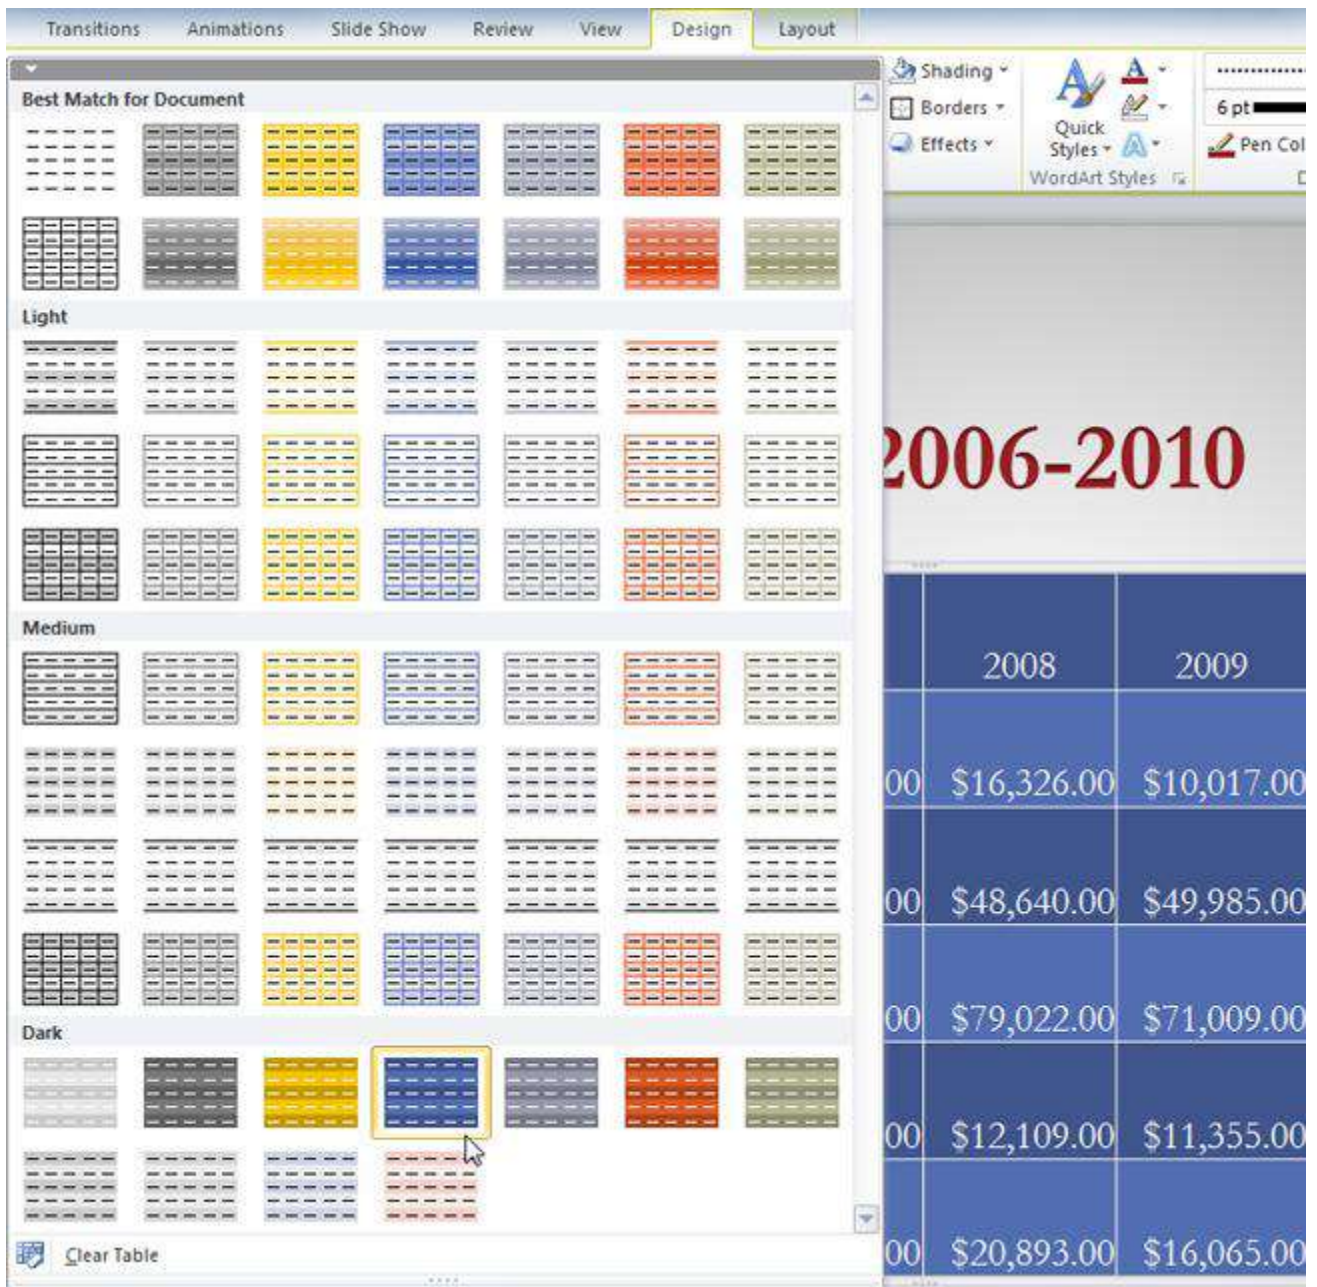 Transitions Animations Slide Show Review View Design Layout
Best Match for Document
Light
Medium
Dark
Clear Table
Shading
Borders
Effects
Quick
Styles
WordArt Styles
6 pt
Pen Col
2006-2010
2008 2009
00 $16,326.00 $10,017.00
00 $48,640.00 $49,985.00
00 $79,022.00 $71,009.00
00 $12,109.00 $11,355.00
00 $20,893.00 $16,065.00